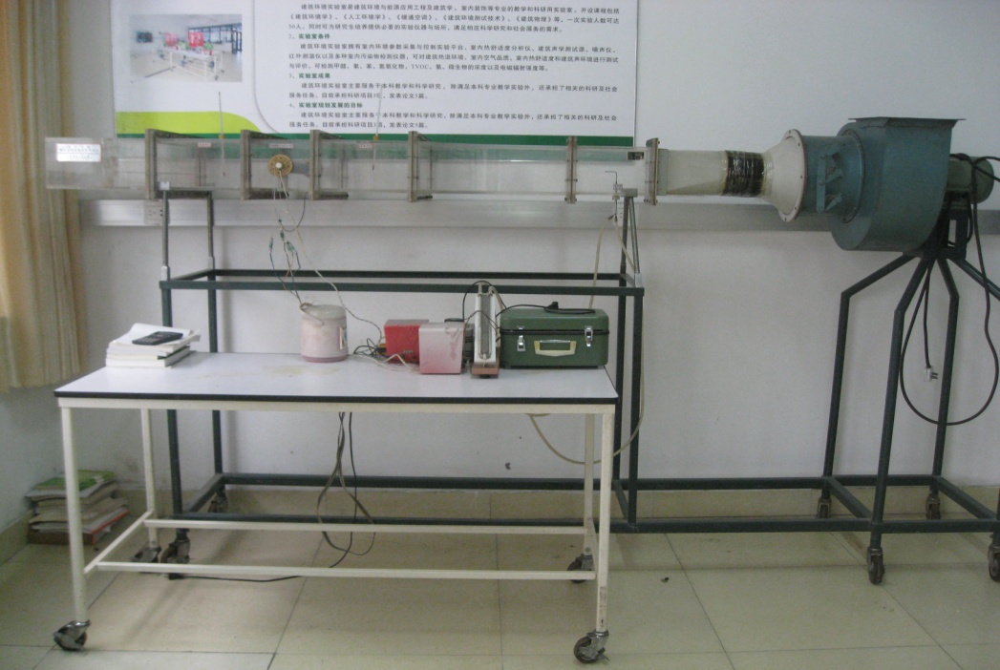 建筑环境实验室是建筑环境与能源应用工程及建筑学、室内装饰等专业的教学和科研用实验室，开设课程包括
《建筑环境学》、《人工环境学》、《暖通空调》、《建筑环境测试技术》、《建筑物理》等，一次实验人数可达
50人，同时可为研究生培养提供必要的实验仪器与场所，满足相应科学研究和社会服务的需求。
2、实验室条件
建筑环境实验室拥有室内环境参数采集与控制实验平台、室内热舒适度分析仪、建筑声学测试源、噪声仪、
红外测温仪以及多种室内污染物检测仪器，可对建筑热湿环境、室内空气品质、室内热舒适度和建筑声环境进行测试
与评价，可检测甲醛、氨、苯、氮氧化物、TVOC、氡、微生物的浓度以及电磁辐射强度等。
3、实验室成果
建筑环境实验室主要服务于本科教学和科学研究，除满足本科专业教学实验外，还承担了相关的科研及社会
服务任务。目前承担科研项目3项，发表论文5篇。
4、实验室规划发展的目标
建筑环境实验室主要服务于本科教学和科学研究，除满足本科专业教学实验外，还承担了相关的科研及社会
服务任务。目前承担科研项目3项，发表论文5篇。